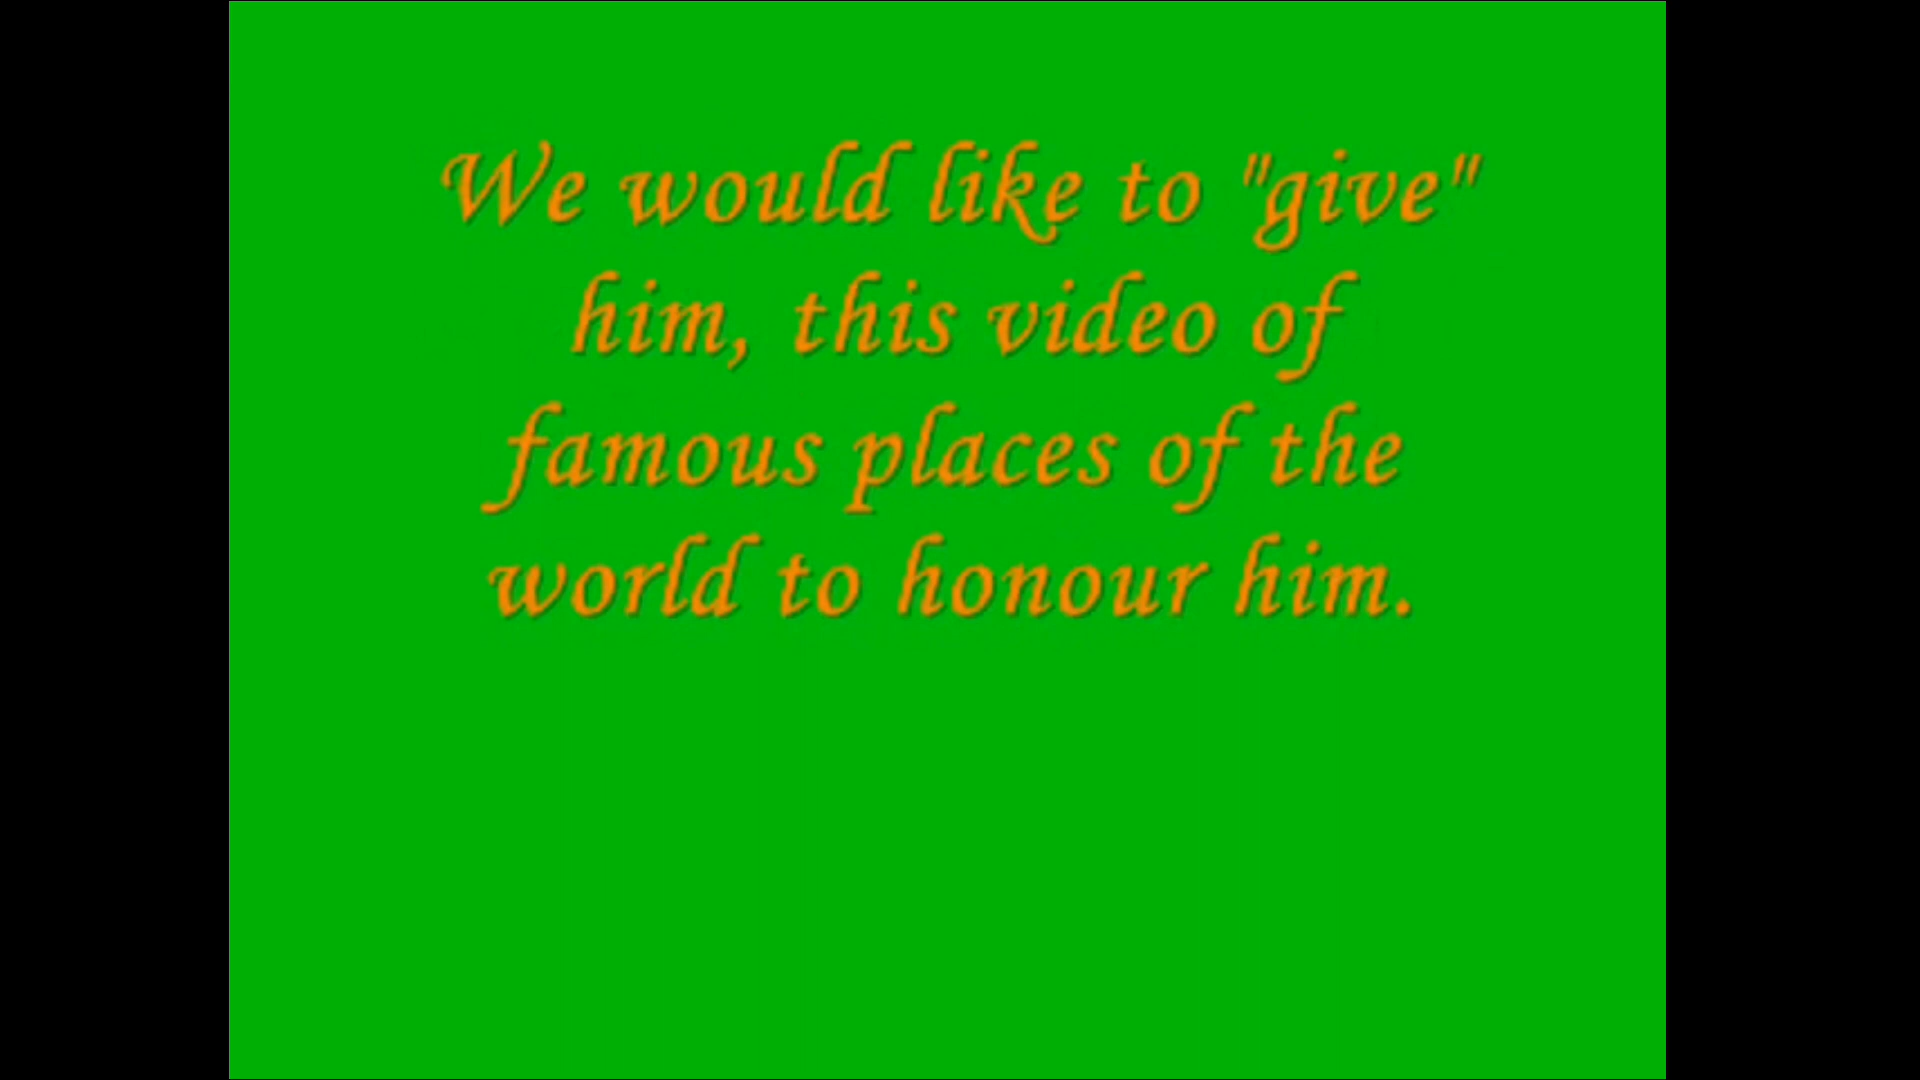 We would like to "give"
him, this video of
famous places of the
world to honour him.